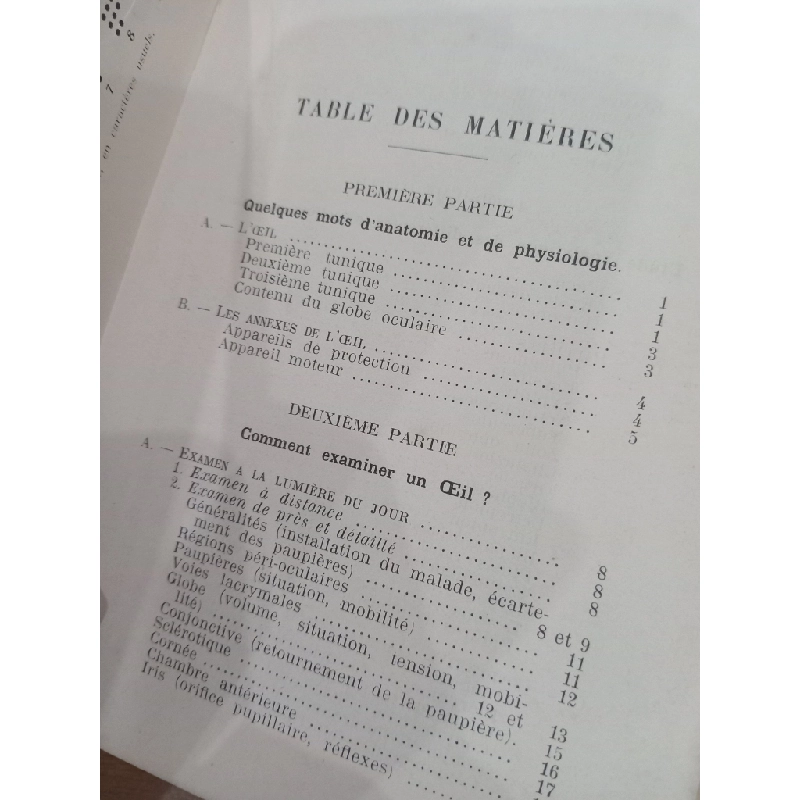 8
7
en caractères usuels.
TABLE DES MATIÈRES
PREMIÈRE PARTIE
Quelques mots d'anatomie et de physiologie.
A. — L'ŒIL ........ 1
Première tunique ........ 1
Deuxième tunique ........ 1
Troisième tunique ........ 3
Contenu du globe oculaire ........ 3
B. — LES ANNEXES DE L'ŒIL ........ 4
Appareils de protection ........ 4
Appareil moteur ........ 5
DEUXIÈME PARTIE
Comment examiner un Œil ?
A. — EXAMEN A LA LUMIÈRE DU JOUR ........ 8
1. Examen à distance ........ 8
2. Examen de près et détaillé ........ 8
Généralités (installation du malade, écarte-
ment des paupières) ........ 8 et 9
Régions péri-oculaires ........ 11
Paupières (situation, mobilité) ........ 11
Voies lacrymales ........ 12
Globe (volume, situation, tension, mobi-
lité) ........ 12 et 13
Conjonctive (retournement de la paupière). 15
Sclérotique ........ 16
Cornée ........ 17
Chambre antérieure ........
Iris (orifice pupillaire, réflexes) ........